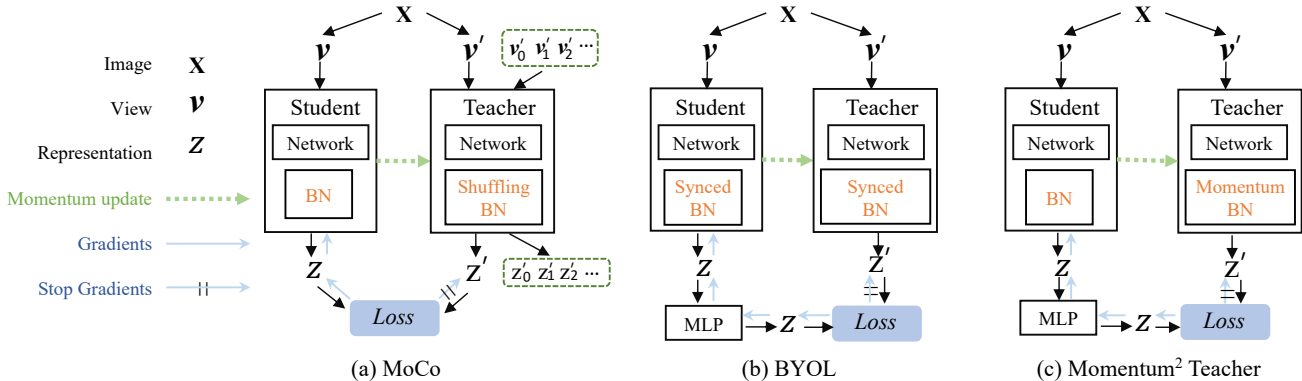 Image X
View v
Representation z
Momentum update
Gradients
Stop Gradients
X
v v′
v′0 v′1 v′2 ···
Student Teacher
Network Network
BN Shuffling
BN
z z′
z′0 z′1 z′2 ···
Loss
(a) MoCo
X
v v′
Student Teacher
Network Network
Synced Synced
BN BN
z z′
MLP z Loss
(b) BYOL
X
v v′
Student Teacher
Network Network
BN Momentum
BN
z z′
MLP z Loss
(c) Momentum² Teacher